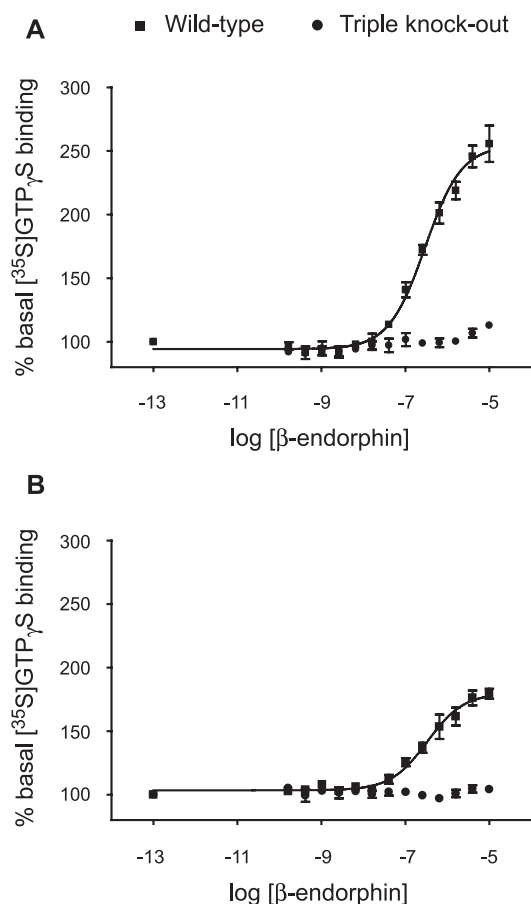 A
Wild-type
Triple knock-out
% basal [³⁵S]GTPγS binding
300
250
200
150
100
-13
-11
-9
-7
-5
log [β-endorphin]
B
% basal [³⁵S]GTPγS binding
300
250
200
150
100
-13
-11
-9
-7
-5
log [β-endorphin]